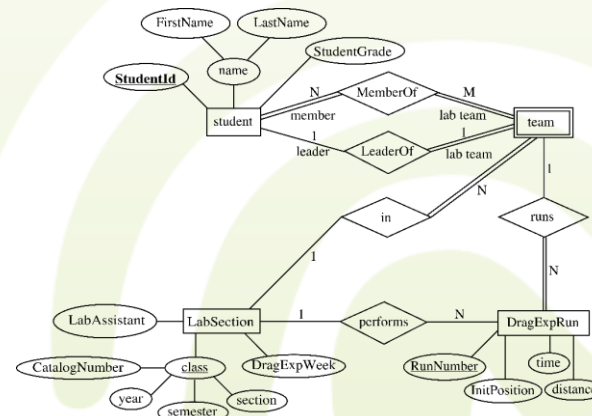 FirstName
LastName
StudentGrade
name
StudentId
student
N
member
MemberOf
M
lab team
team
1
leader
LeaderOf
1
lab team
in
N
1
runs
1
N
LabAssistant
LabSection
1
performs
N
DragExpRun
CatalogNumber
class
DragExpWeek
RunNumber
time
year
section
InitPosition
distance
semester